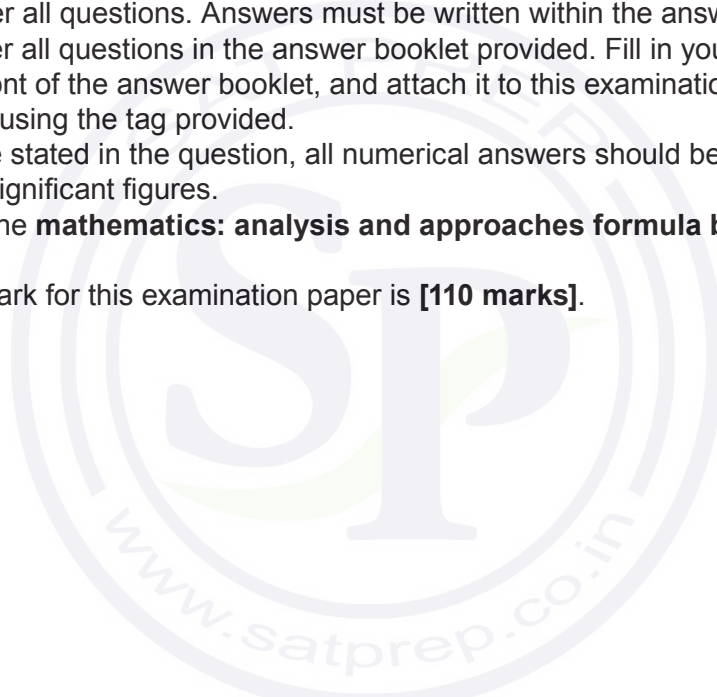 er all questions. Answers must be written within the answ
er all questions in the answer booklet provided. Fill in you
ont of the answer booklet, and attach it to this examinatio
using the tag provided.
e stated in the question, all numerical answers should be
ignificant figures.
he mathematics: analysis and approaches formula b
ark for this examination paper is [110 marks].
SAT PREP
SP
www.satprep.co.in